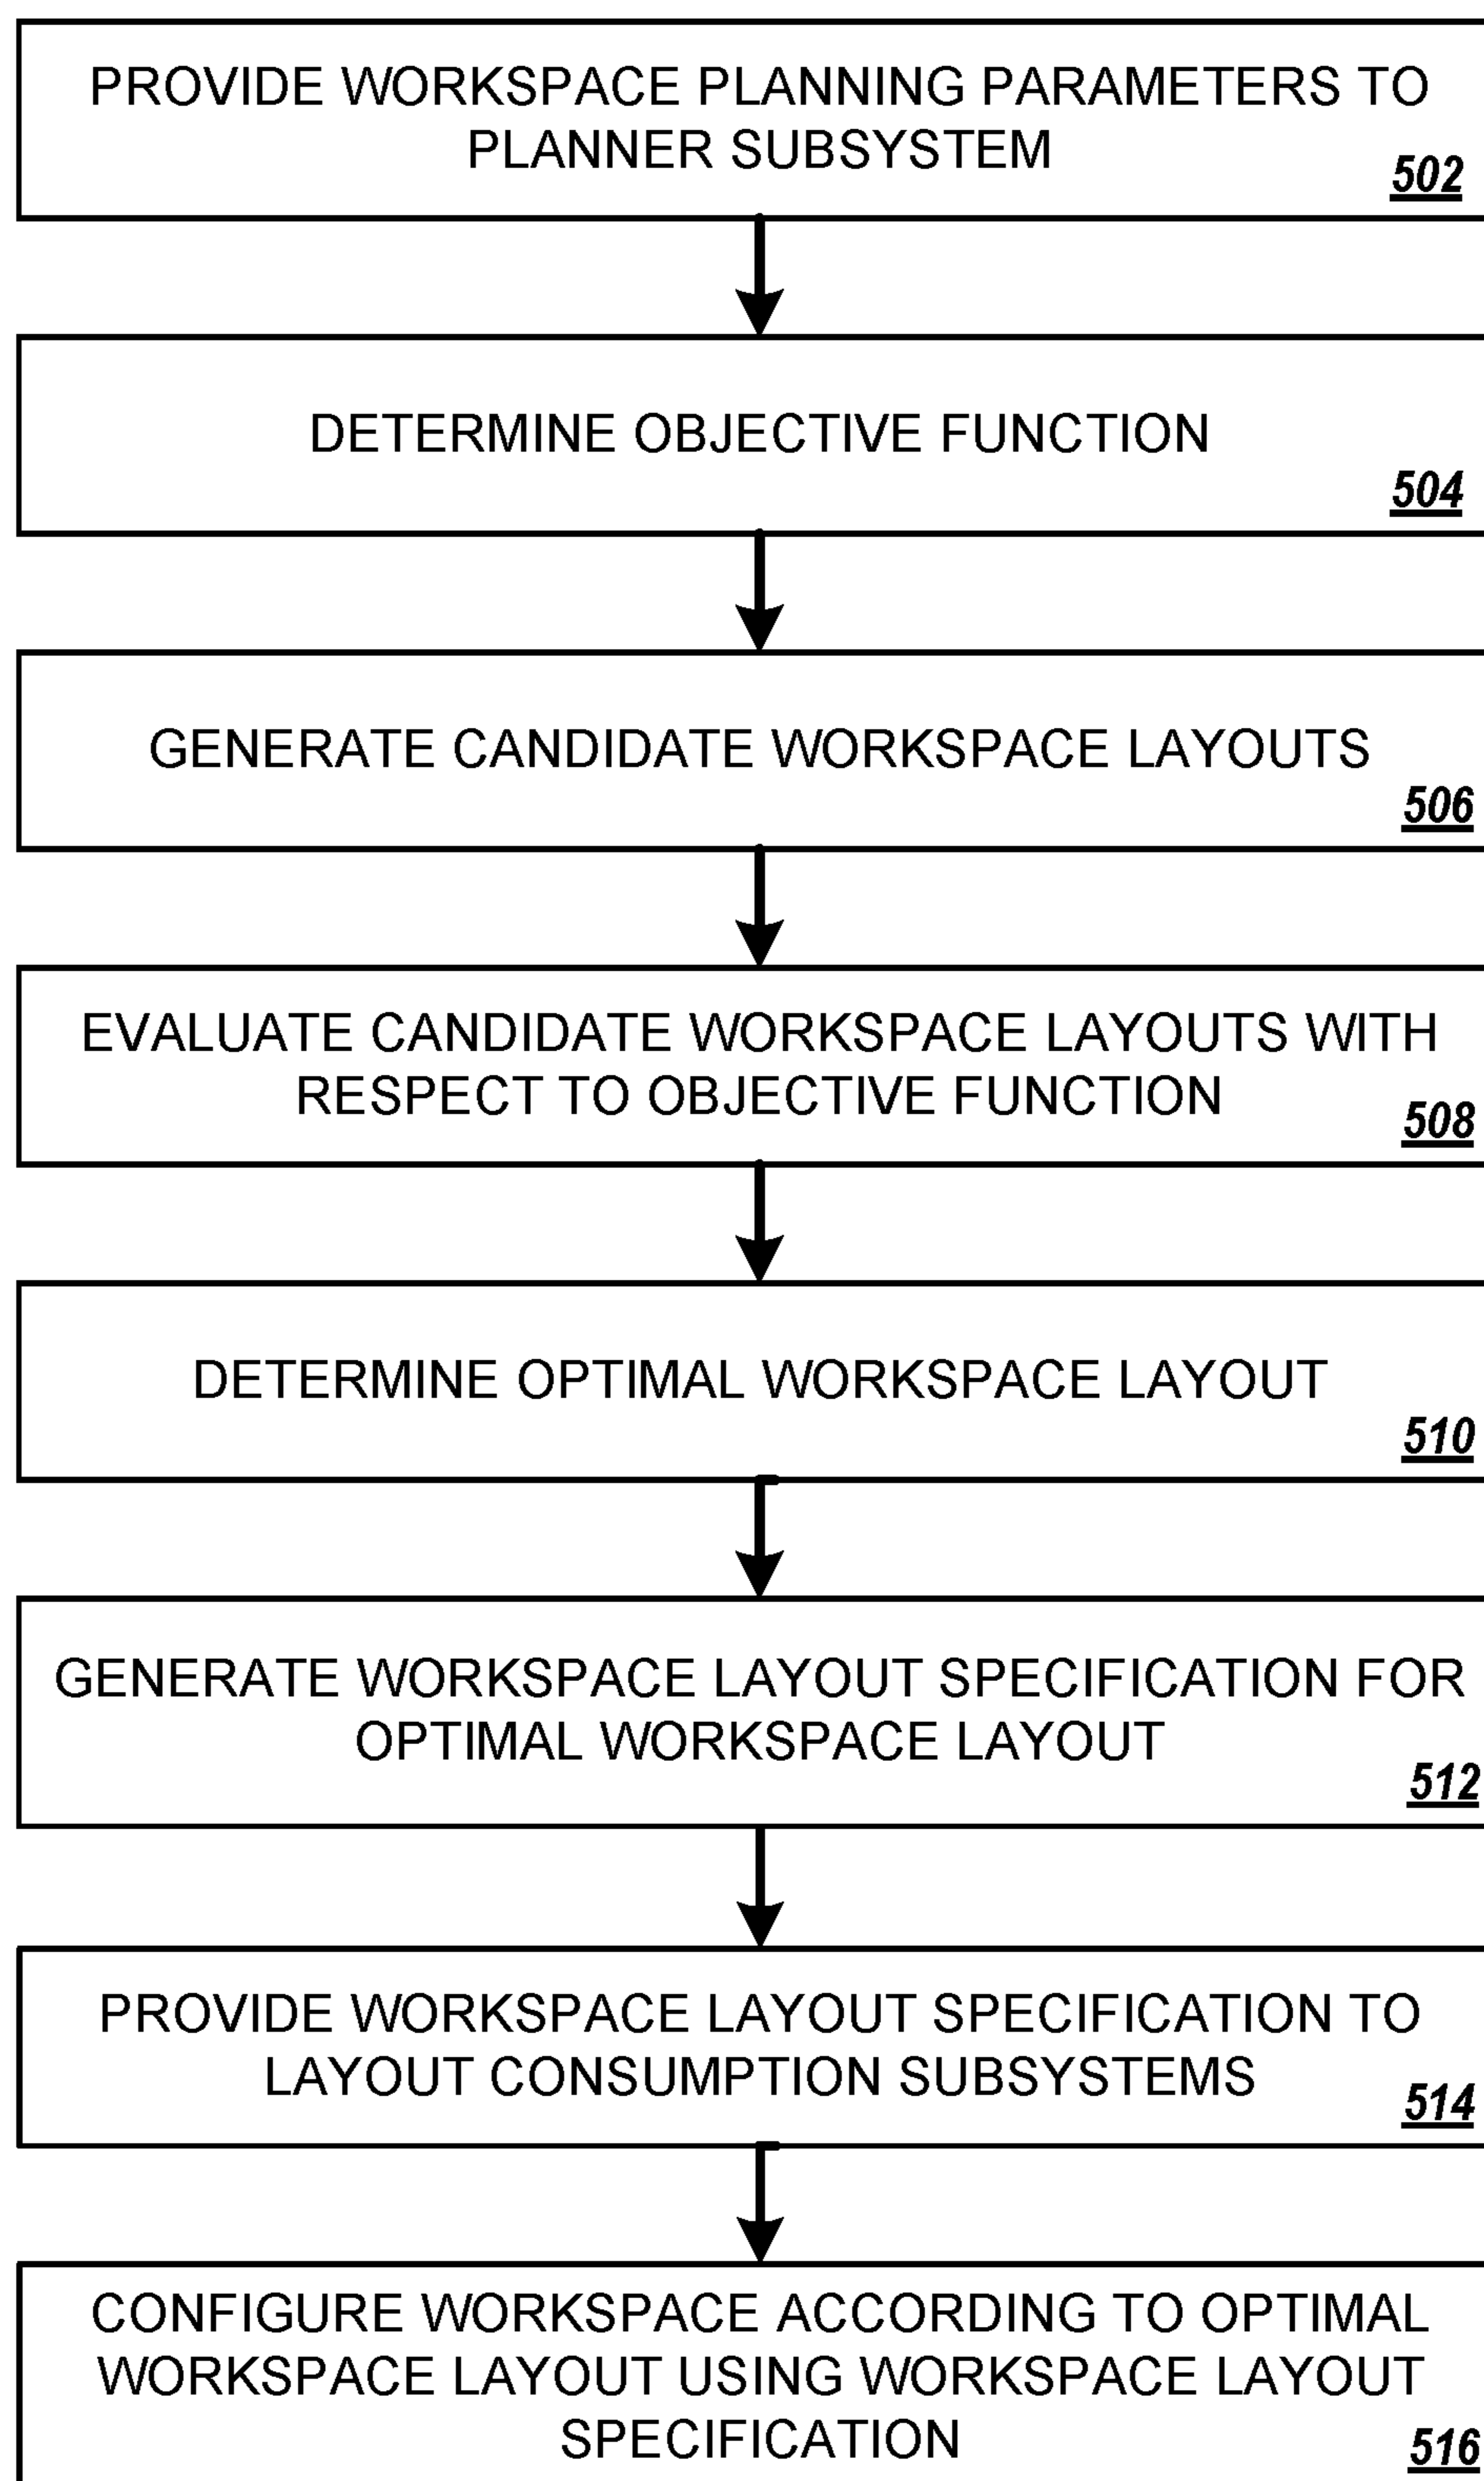 PROVIDE WORKSPACE PLANNING PARAMETERS TO
PLANNER SUBSYSTEM
502
DETERMINE OBJECTIVE FUNCTION
504
GENERATE CANDIDATE WORKSPACE LAYOUTS
506
EVALUATE CANDIDATE WORKSPACE LAYOUTS WITH
RESPECT TO OBJECTIVE FUNCTION
508
DETERMINE OPTIMAL WORKSPACE LAYOUT
510
GENERATE WORKSPACE LAYOUT SPECIFICATION FOR
OPTIMAL WORKSPACE LAYOUT
512
PROVIDE WORKSPACE LAYOUT SPECIFICATION TO
LAYOUT CONSUMPTION SUBSYSTEMS
514
CONFIGURE WORKSPACE ACCORDING TO OPTIMAL
WORKSPACE LAYOUT USING WORKSPACE LAYOUT
SPECIFICATION
516